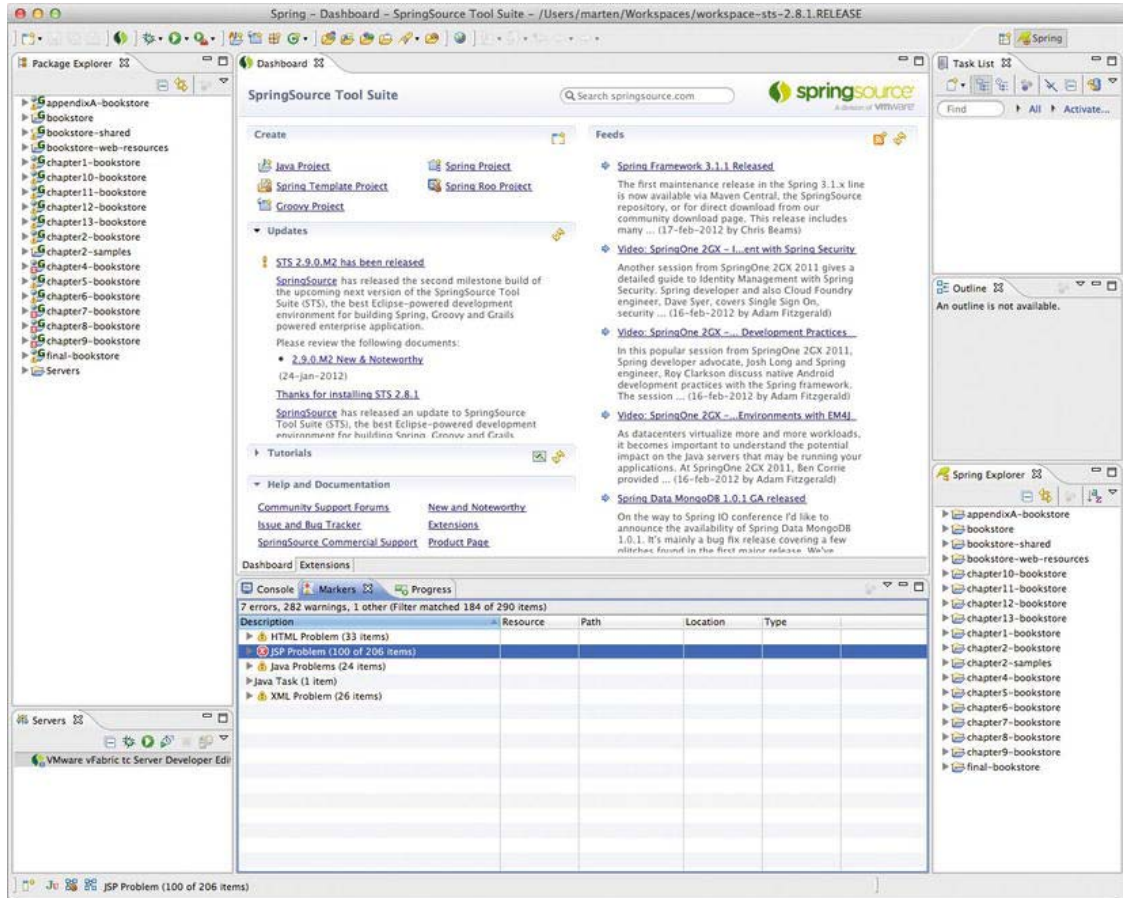 Spring – Dashboard – SpringSource Tool Suite – /Users/marten/Workspaces/workspace-sts-2.8.1.RELEASE
Spring
Package Explorer
appendixA-bookstore
bookstore
bookstore-shared
bookstore-web-resources
chapter1-bookstore
chapter10-bookstore
chapter11-bookstore
chapter12-bookstore
chapter13-bookstore
chapter2-bookstore
chapter2-samples
chapter4-bookstore
chapter5-bookstore
chapter6-bookstore
chapter7-bookstore
chapter8-bookstore
chapter9-bookstore
final-bookstore
Servers
Servers
VMware vFabric tc Server Developer Edi
Dashboard
SpringSource Tool Suite
Search springsource.com
springsource
A division of VMWARE
Create
Java Project
Spring Project
Spring Template Project
Spring Roo Project
Groovy Project
Updates
STS 2.9.0.M2 has been released
SpringSource has released the second milestone build of
the upcoming next version of the SpringSource Tool
Suite (STS), the best Eclipse-powered development
environment for building Spring, Groovy and Grails
powered enterprise application.
Please review the following documents:
• 2.9.0.M2 New & Noteworthy
(24-jan-2012)
Thanks for installing STS 2.8.1
SpringSource has released an update to SpringSource
Tool Suite (STS), the best Eclipse-powered development
environment for building Spring, Groovy and Grails
Tutorials
Help and Documentation
Community Support Forums
New and Noteworthy
Issue and Bug Tracker
Extensions
SpringSource Commercial Support
Product Page
Feeds
Spring Framework 3.1.1 Released
The first maintenance release in the Spring 3.1.x line
is now available via Maven Central, the SpringSource
repository, or for direct download from our
community download page. This release includes
many ... (17-feb-2012 by Chris Beams)
Video: SpringOne 2GX – I...ent with Spring Security
Another session from SpringOne 2GX 2011 gives a
detailed guide to Identity Management with Spring
Security. Spring developer and also Cloud Foundry
engineer, Dave Syer, covers Single Sign On,
security ... (16-feb-2012 by Adam Fitzgerald)
Video: SpringOne 2GX –... Development Practices
In this popular session from SpringOne 2GX 2011,
Spring developer advocate, Josh Long and Spring
engineer, Roy Clarkson discuss native Android
development practices with the Spring framework.
The session ... (16-feb-2012 by Adam Fitzgerald)
Video: SpringOne 2GX –...Environments with EM4J
As datacenters virtualize more and more workloads,
it becomes important to understand the potential
impact on the Java servers that may be running your
applications. At SpringOne 2GX 2011, Ben Corrie
provided ... (16-feb-2012 by Adam Fitzgerald)
Spring Data MongoDB 1.0.1 GA released
On the way to Spring IO conference I'd like to
announce the availability of Spring Data MongoDB
1.0.1. It's mainly a bug fix release covering a few
glitches found in the first major release. We've
Dashboard Extensions
Console Markers Progress
7 errors, 282 warnings, 1 other (Filter matched 184 of 290 items)
Description Resource Path Location Type
HTML Problem (33 items)
JSP Problem (100 of 206 items)
Java Problems (24 items)
Java Task (1 item)
XML Problem (26 items)
Task List
Find All Activate...
Outline
An outline is not available.
Spring Explorer
appendixA-bookstore
bookstore
bookstore-shared
bookstore-web-resources
chapter10-bookstore
chapter11-bookstore
chapter12-bookstore
chapter13-bookstore
chapter1-bookstore
chapter2-bookstore
chapter2-samples
chapter4-bookstore
chapter5-bookstore
chapter6-bookstore
chapter7-bookstore
chapter8-bookstore
chapter9-bookstore
final-bookstore
JSP Problem (100 of 206 items)